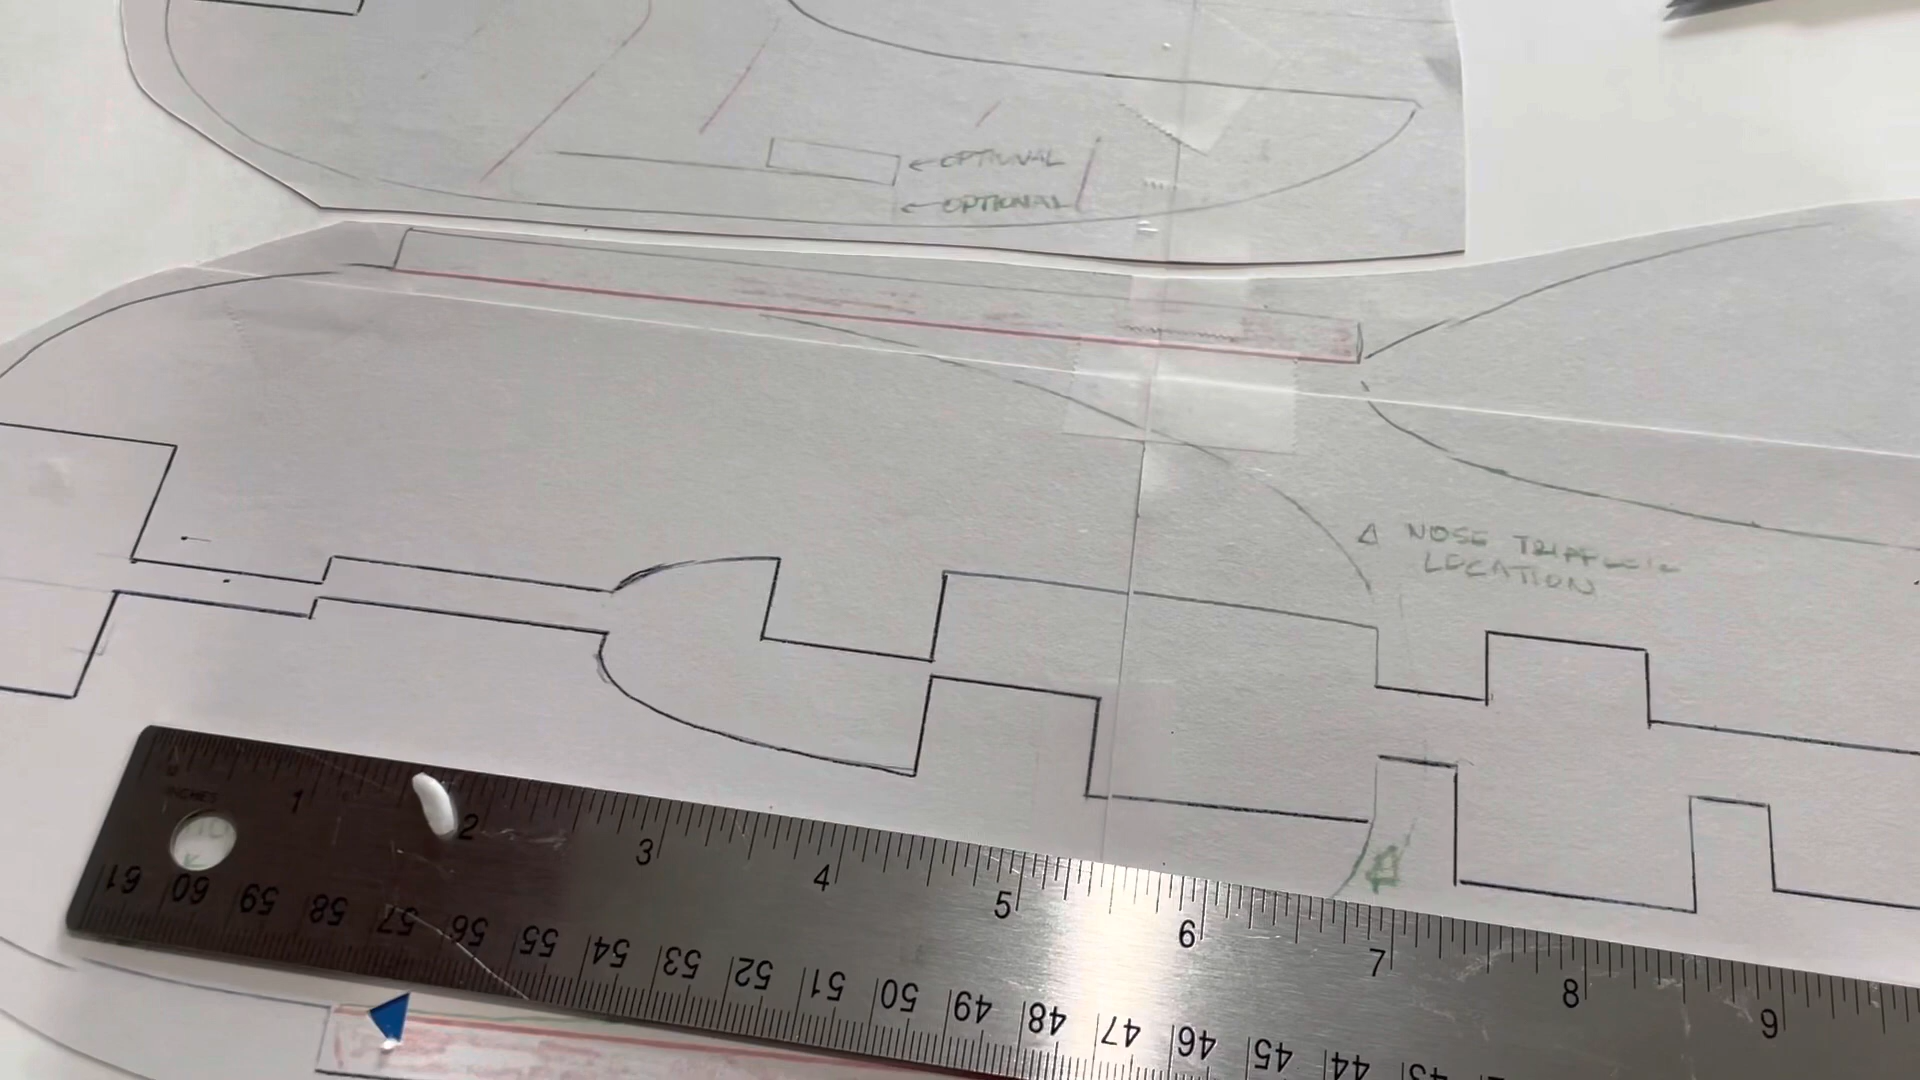 ←OPTIONAL
←OPTIONAL
NOSE
LOCATION
INCHES
1 2 3 4 5 6 7 8 9
61 60 59 58 57 56 55 54 53 52 51 50 49 48 47 46 45 44 43